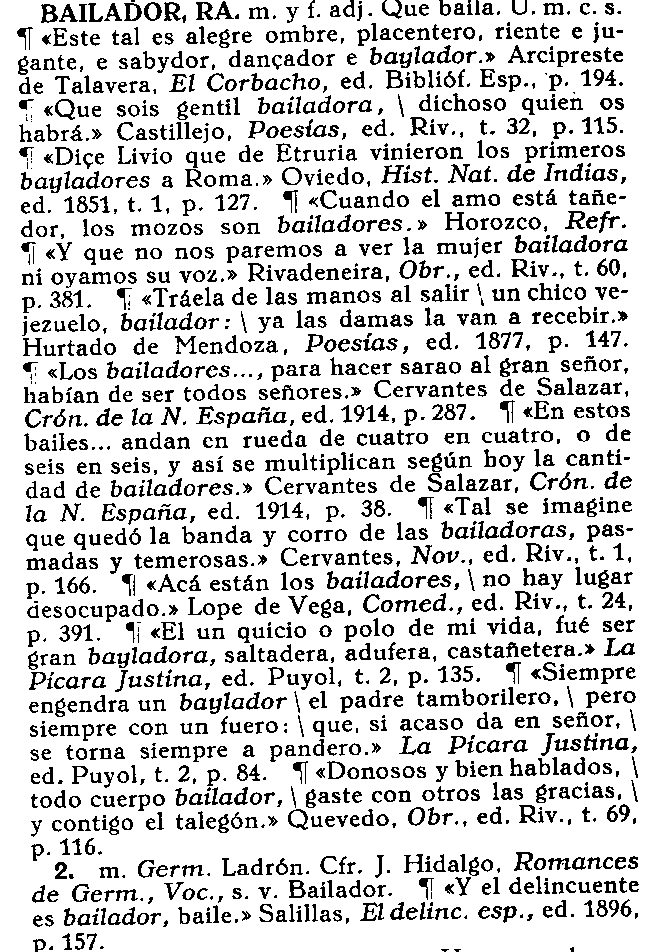 BAILADOR, RA. m. y f. adj. Que baila. U. m. c. s.
¶ «Este tal es alegre ombre, placentero, riente e ju-
gante, e sabydor, dançador e baylador.» Arcipreste
de Talavera, El Corbacho, ed. Biblióf. Esp., p. 194.
¶ «Que sois gentil bailadora, \ dichoso quien os
habrá.» Castillejo, Poesías, ed. Riv., t. 32, p. 115.
¶ «Diçe Livio que de Etruria vinieron los primeros
bayladores a Roma.» Oviedo, Hist. Nat. de Indias,
ed. 1851, t. 1, p. 127. ¶ «Cuando el amo está tañe-
dor, los mozos son bailadores.» Horozco, Refr.
¶ «Y que no nos paremos a ver la mujer bailadora
ni oyamos su voz.» Rivadeneira, Obr., ed. Riv., t. 60,
p. 381. ¶ «Tráela de las manos al salir \ un chico ve-
jezuelo, bailador: \ ya las damas la van a recebir.»
Hurtado de Mendoza, Poesías, ed. 1877, p. 147.
¶ «Los bailadores..., para hacer sarao al gran señor,
habían de ser todos señores.» Cervantes de Salazar,
Crón. de la N. España, ed. 1914, p. 287. ¶ «En estos
bailes... andan en rueda de cuatro en cuatro, o de
seis en seis, y así se multiplican según hoy la canti-
dad de bailadores.» Cervantes de Salazar, Crón. de
la N. España, ed. 1914, p. 38. ¶ «Tal se imagine
que quedó la banda y corro de las bailadoras, pas-
madas y temerosas.» Cervantes, Nov., ed. Riv., t. 1,
p. 166. ¶ «Acá están los bailadores, \ no hay lugar
desocupado.» Lope de Vega, Comed., ed. Riv., t. 24,
p. 391. ¶ «El un quicio o polo de mi vida, fué ser
gran bayladora, saltadera, adufera, castañetera.» La
Pícara Justina, ed. Puyol, t. 2, p. 135. ¶ «Siempre
engendra un baylador \ el padre tamborilero, \ pero
siempre con un fuero: \ que, si acaso da en señor, \
se torna siempre a pandero.» La Pícara Justina,
ed. Puyol, t. 2, p. 84. ¶ «Donosos y bien hablados, \
todo cuerpo bailador, \ gaste con otros las gracias, \
y contigo el talegón.» Quevedo, Obr., ed. Riv., t. 69,
p. 116.
2. m. Germ. Ladrón. Cfr. J. Hidalgo, Romances
de Germ., Voc., s. v. Bailador. ¶ «Y el delincuente
es bailador, baile.» Salillas, El delinc. esp., ed. 1896,
p. 157.